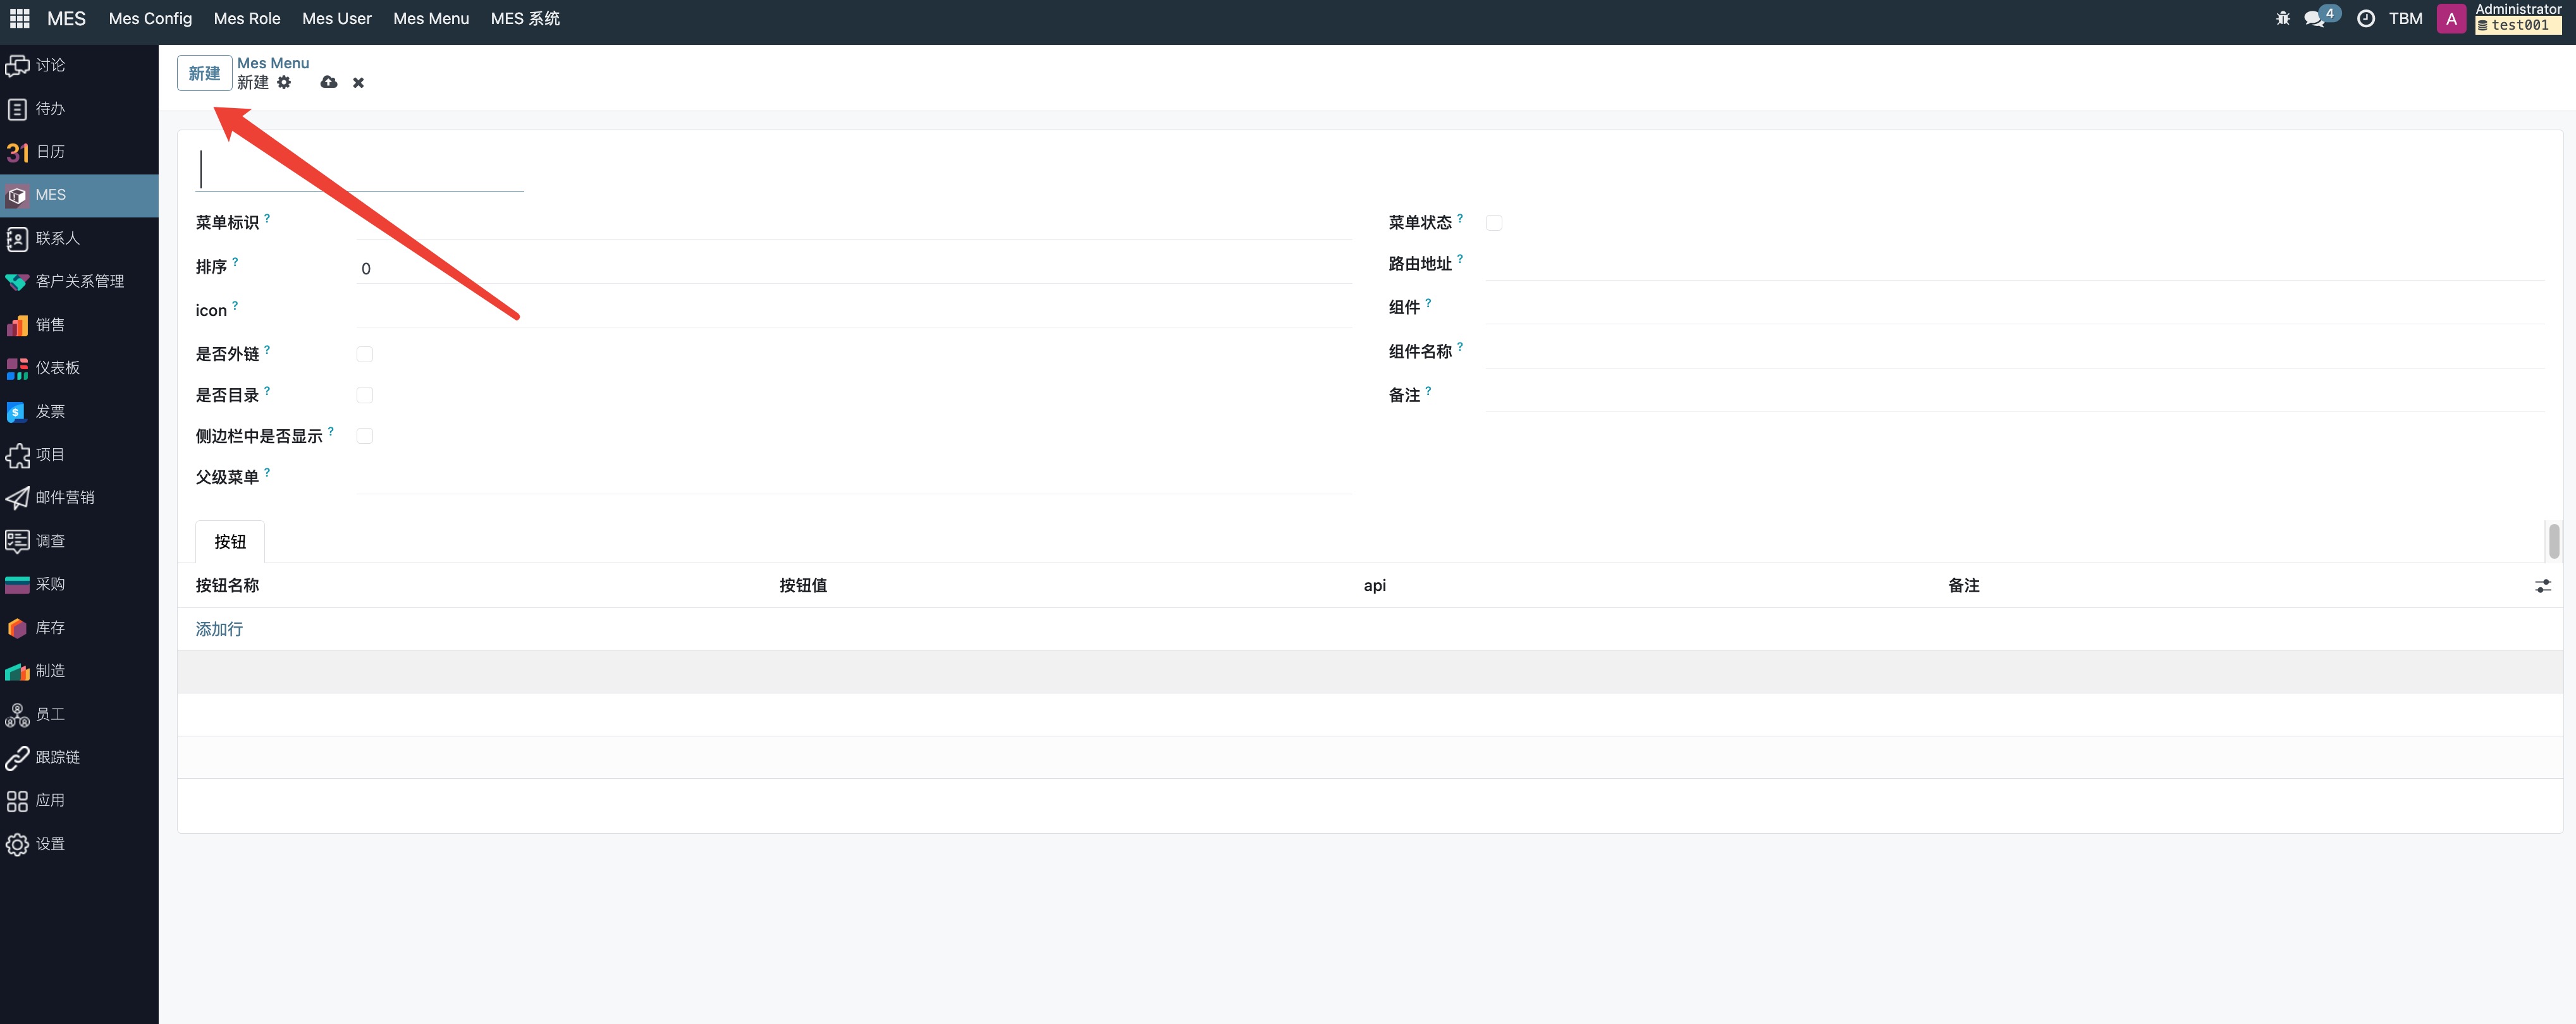 MES Mes Config Mes Role Mes User Mes Menu MES 系统 4 TBM A Administrator
test001
讨论
待办
31 日历
MES
联系人
客户关系管理
销售
仪表板
$ 发票
项目
邮件营销
调查
采购
库存
制造
员工
跟踪链
应用
设置
新建 Mes Menu
新建
菜单标识 ?
排序 ? 0
icon ?
是否外链 ?
是否目录 ?
侧边栏中是否显示 ?
父级菜单 ?
菜单状态 ?
路由地址 ?
组件 ?
组件名称 ?
备注 ?
按钮
按钮名称 按钮值 api 备注
添加行